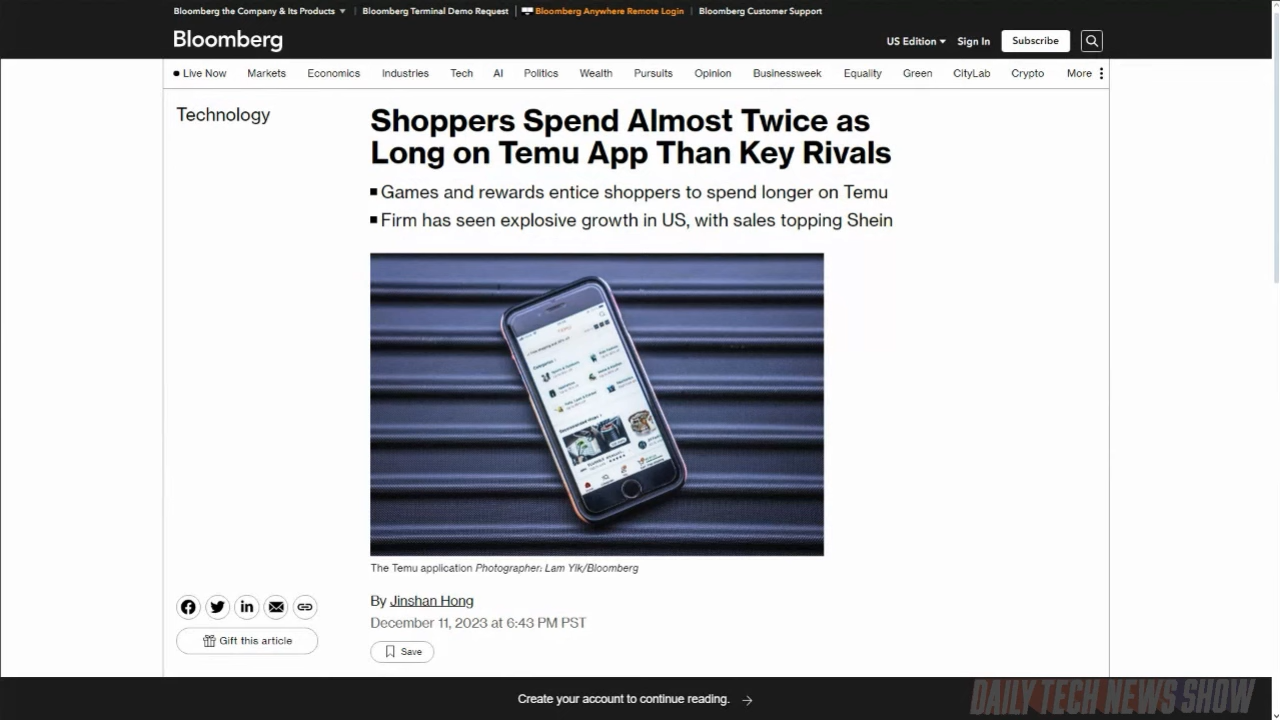 Bloomberg the Company & Its Products
Bloomberg Terminal Demo Request
Bloomberg Anywhere Remote Login
Bloomberg Customer Support
Bloomberg
US Edition
Sign In
Subscribe
Live Now
Markets
Economics
Industries
Tech
AI
Politics
Wealth
Pursuits
Opinion
Businessweek
Equality
Green
CityLab
Crypto
More
Technology
Shoppers Spend Almost Twice as
Long on Temu App Than Key Rivals
Games and rewards entice shoppers to spend longer on Temu
Firm has seen explosive growth in US, with sales topping Shein
The Temu application Photographer: Lam Yik/Bloomberg
By Jinshan Hong
December 11, 2023 at 6:43 PM PST
Gift this article
Save
Create your account to continue reading.
DAILY TECH NEWS SHOW